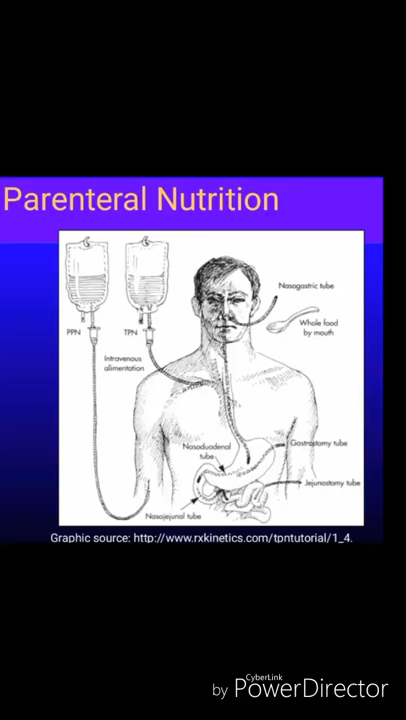 Parenteral Nutrition
Nasogastric tube
Whole food
by mouth
PPN
TPN
Intravenous
alimentation
Nasoduodenal
tube
Gastrostomy tube
Jejunostomy tube
Nasojejunal tube
Graphic source: http://www.rxkinetics.com/tpntutorial/1_4.
by CyberLink
PowerDirector